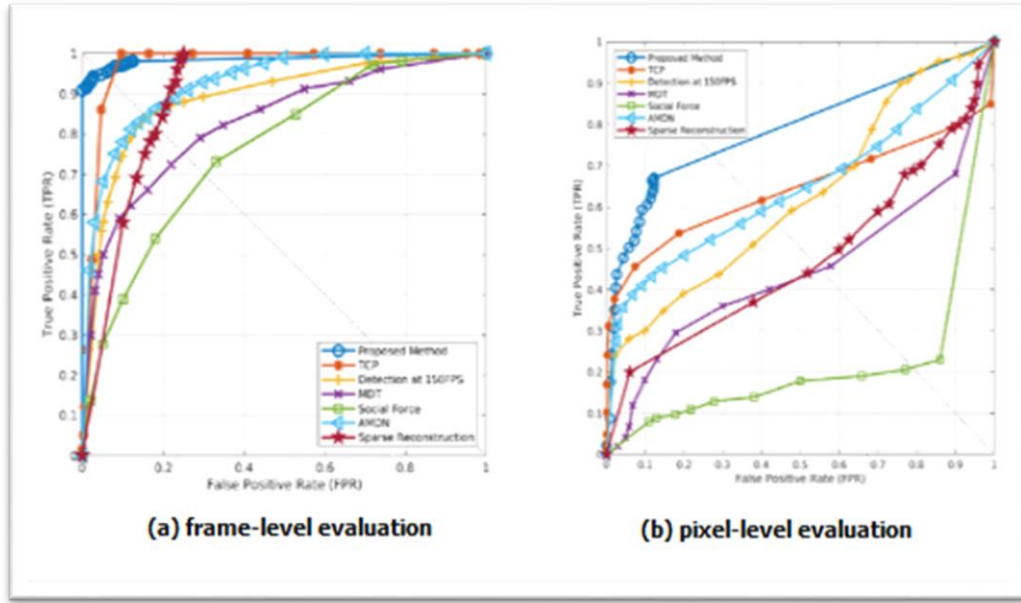 1
0.9
0.8
0.7
0.6
0.5
0.4
0.3
0.2
0.1
0
True Positive Rate (TPR)
0 0.2 0.4 0.6 0.8 1
False Positive Rate (FPR)
Proposed Method
TCP
Detection at 150FPS
MDT
Social Force
AMDN
Sparse Reconstruction
(a) frame-level evaluation
1
0.9
0.8
0.7
0.6
0.5
0.4
0.3
0.2
0.1
0
True Positive Rate (TPR)
Proposed Method
TCP
Detection at 150FPS
MDT
Social Force
AMDN
Sparse Reconstruction
0 0.1 0.2 0.3 0.4 0.5 0.6 0.7 0.8 0.9 1
False Positive Rate (FPR)
(b) pixel-level evaluation